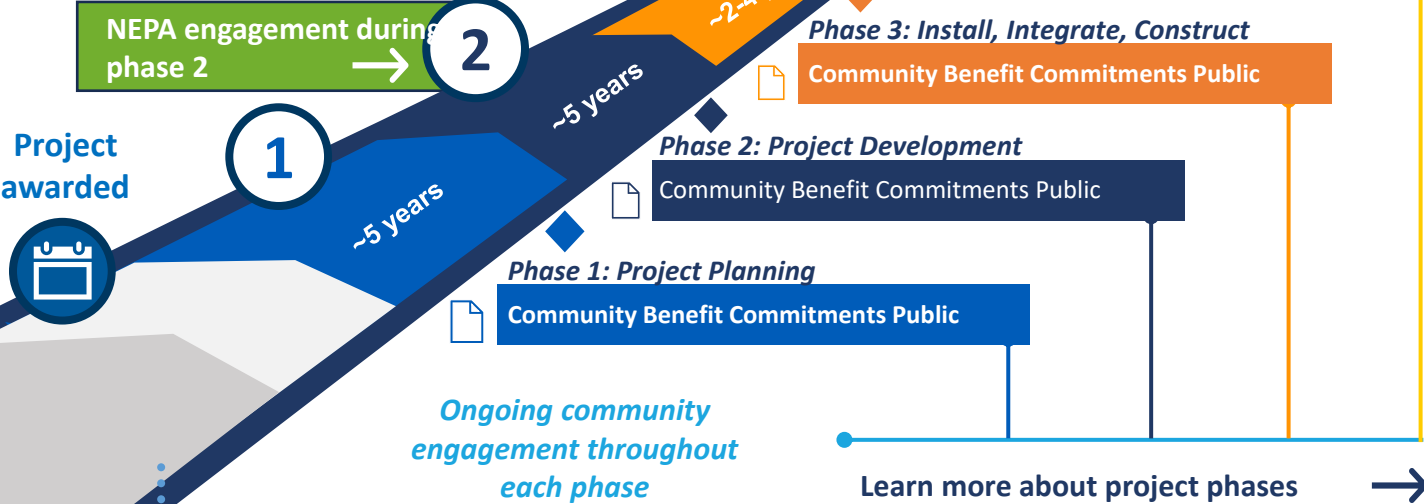 NEPA engagement during
phase 2
2
Project
awarded
1
~5 years
~5 years
Phase 3: Install, Integrate, Construct
Community Benefit Commitments Public
Phase 2: Project Development
Community Benefit Commitments Public
Phase 1: Project Planning
Community Benefit Commitments Public
Ongoing community
engagement throughout
each phase
Learn more about project phases